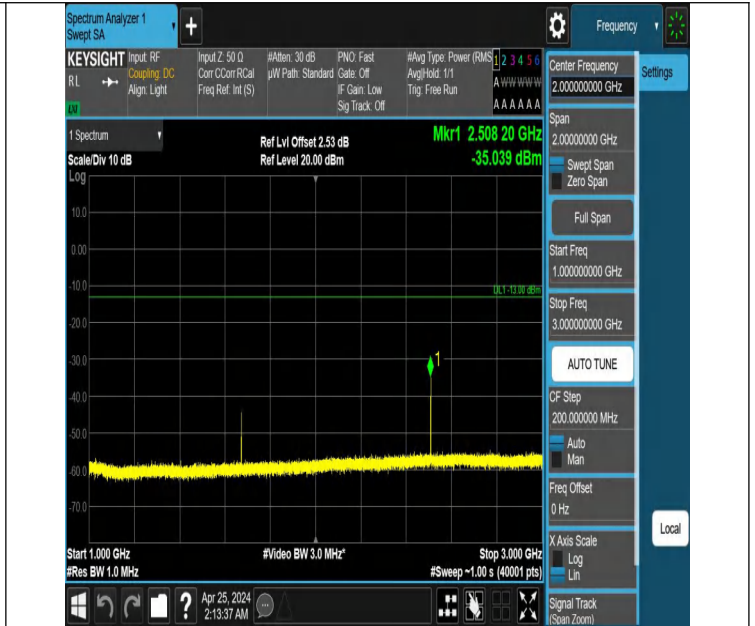 Spectrum Analyzer 1
Swept SA
Frequency
KEYSIGHT
RL
LXI
Input: RF
Coupling: DC
Align: Light
Input Z: 50 Ω
Corr CCorr RCal
Freq Ref: Int (S)
#Atten: 30 dB
µW Path: Standard
PNO: Fast
Gate: Off
IF Gain: Low
Sig Track: Off
#Avg Type: Power (RMS
Avg|Hold: 1/1
Trig: Free Run
1 2 3 4 5 6
A W W W W W
A A A A A A
1 Spectrum
Scale/Div 10 dB
Log
Ref Lvl Offset 2.53 dB
Ref Level 20.00 dBm
Mkr1 2.508 20 GHz
-35.039 dBm
10.0
0.00
-10.0
DL1 -13.00 dBm
-20.0
-30.0
1
-40.0
-50.0
-60.0
-70.0
Start 1.000 GHz
#Video BW 3.0 MHz*
Stop 3.000 GHz
#Res BW 1.0 MHz
#Sweep ~1.00 s (40001 pts)
Apr 25, 2024
2:13:37 AM
Center Frequency
2.000000000 GHz
Settings
Span
2.00000000 GHz
Swept Span
Zero Span
Full Span
Start Freq
1.000000000 GHz
Stop Freq
3.000000000 GHz
AUTO TUNE
CF Step
200.000000 MHz
Auto
Man
Freq Offset
0 Hz
X Axis Scale
Log
Lin
Local
Signal Track
(Span Zoom)